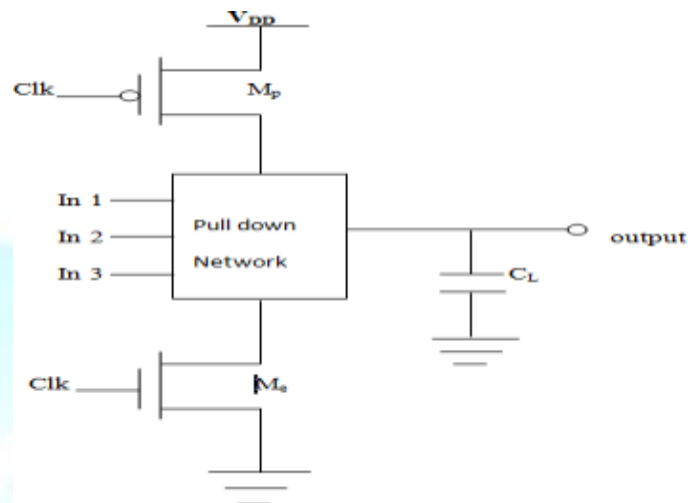 VDD
Clk
Mp
In 1
In 2
In 3
Pull down
Network
output
CL
Clk
Me